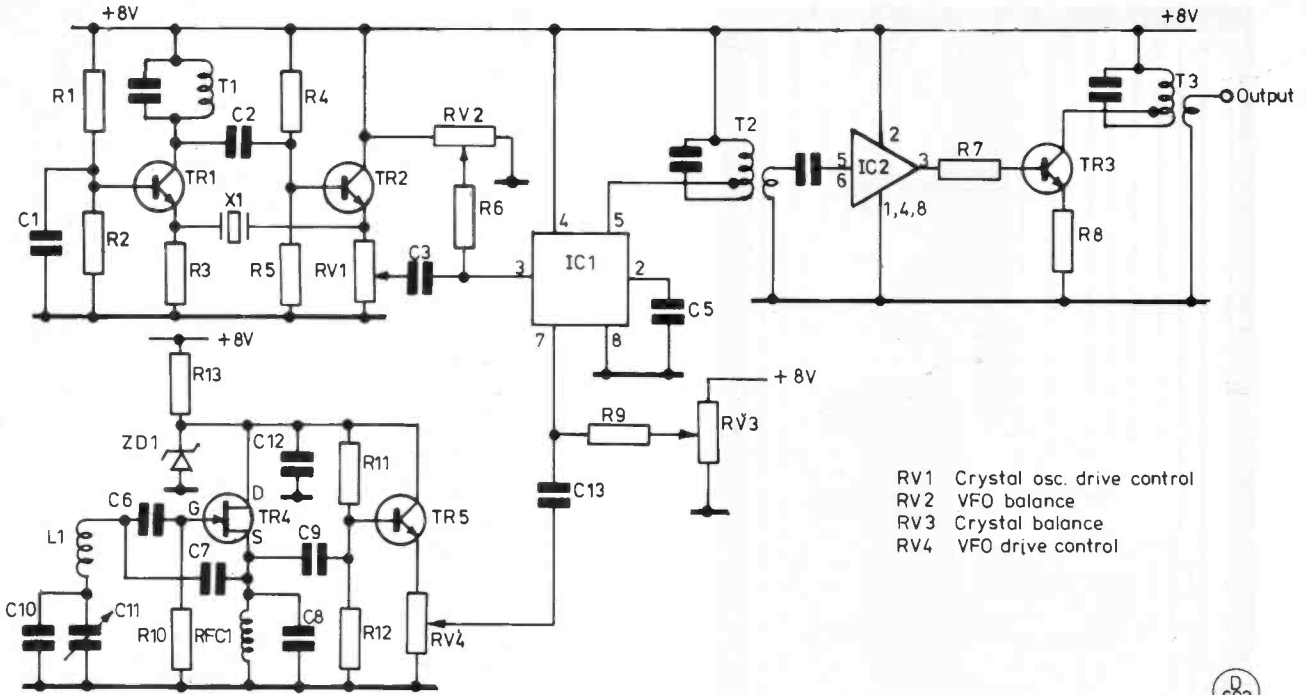 +8V
+8V
R1
T1
C2
R4
RV2
T2
T3
Output
TR1
TR2
X1
R6
C1
R2
R3
R5
RV1
C3
3
4
5
IC1
2
7
8
C5
5
6
IC2
2
3
1,4,8
R7
TR3
R8
+8V
R13
ZD1
C12
R11
C6
G
D
S
TR4
TR5
L1
C7
C9
C10
C11
R10
RFC1
C8
R12
RV4
C13
R9
+8V
RV3
RV1 Crystal osc. drive control
RV2 VFO balance
RV3 Crystal balance
RV4 VFO drive control
D